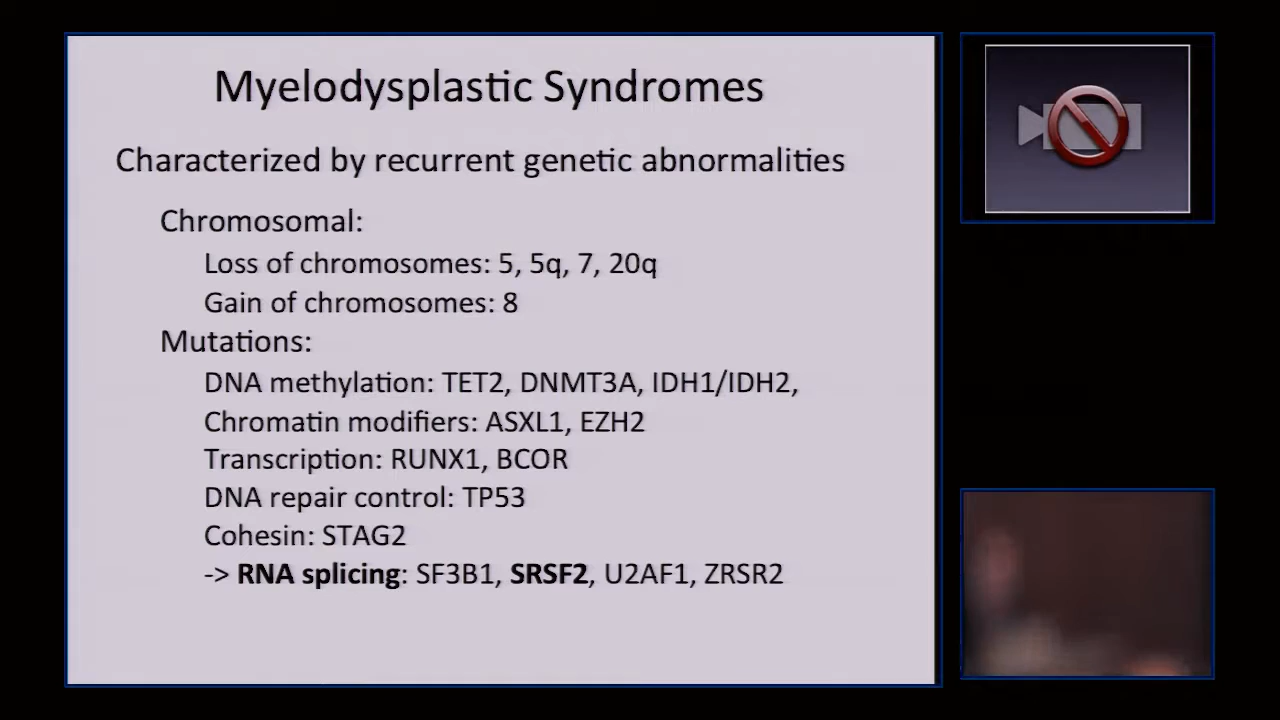 Myelodysplastic Syndromes
Characterized by recurrent genetic abnormalities
Chromosomal:
Loss of chromosomes: 5, 5q, 7, 20q
Gain of chromosomes: 8
Mutations:
DNA methylation: TET2, DNMT3A, IDH1/IDH2,
Chromatin modifiers: ASXL1, EZH2
Transcription: RUNX1, BCOR
DNA repair control: TP53
Cohesin: STAG2
-> RNA splicing: SF3B1, SRSF2, U2AF1, ZRSR2